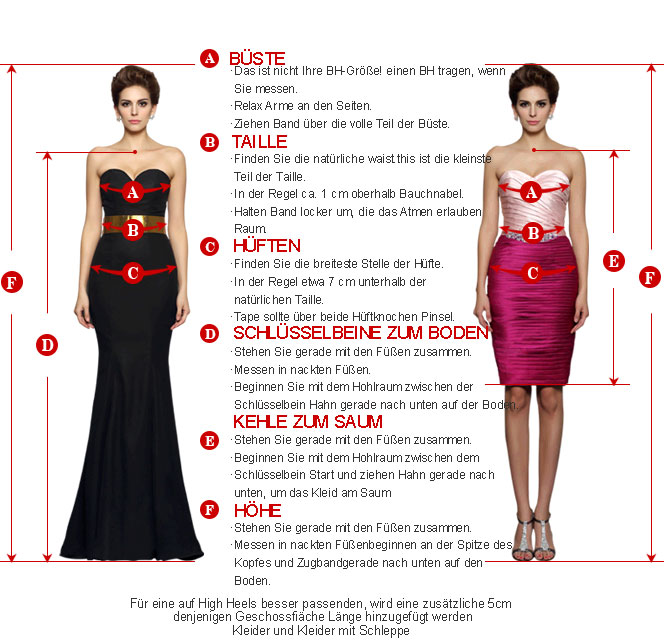 A BÜSTE
·Das ist nicht Ihre BH-Größe! einen BH tragen, wenn
Sie messen.
·Relax Arme an den Seiten.
·Ziehen Band über die volle Teil der Büste.
B TAILLE
·Finden Sie die natürliche waist this ist die kleinste
Teil der Taille.
·In der Regel ca. 1 cm oberhalb Bauchnabel.
·Halten Band locker um, die das Atmen erlauben
Raum.
C HÜFTEN
·Finden Sie die breiteste Stelle der Hüfte.
·In der Regel etwa 7 cm unterhalb der
natürlichen Taille.
·Tape sollte über beide Hüftknochen Pinsel.
D SCHLÜSSELBEINE ZUM BODEN
·Stehen Sie gerade mit den Füßen zusammen.
·Messen in nackten Füßen.
·Beginnen Sie mit dem Hohlraum zwischen der
Schlüsselbein Hahn gerade nach unten auf der Boden.
KEHLE ZUM SAUM
E ·Stehen Sie gerade mit den Füßen zusammen.
·Beginnen Sie mit dem Hohlraum zwischen dem
·Schlüsselbein Start und ziehen Hahn gerade nach
unten, um das Kleid am Saum
F HÖHE
·Stehen Sie gerade mit den Füßen zusammen.
·Messen in nackten Füßenbeginnen an der Spitze des
Kopfes und Zugbandgerade nach unten auf den
Boden.
A
B
C
D
F
A
B
C
E
F
Für eine auf High Heels besser passenden, wird eine zusätzliche 5cm
denjenigen Geschossfläche Länge hinzugefügt werden
Kleider und Kleider mit Schleppe